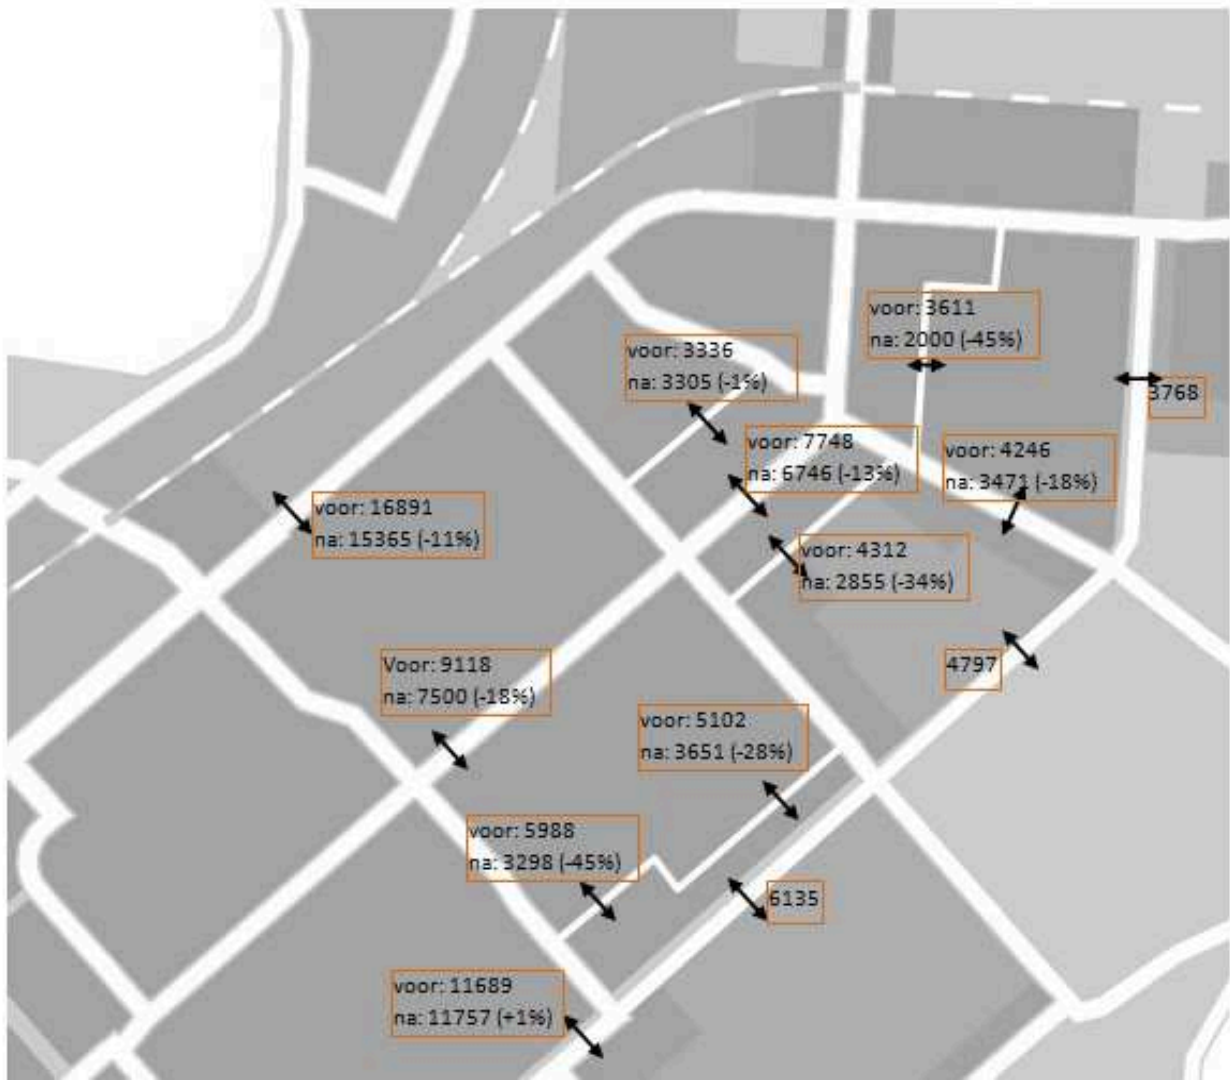 voor: 3611
na: 2000 (-45%)
voor: 3336
na: 3305 (-1%)
3768
voor: 7748
na: 6746 (-13%)
voor: 4246
na: 3471 (-18%)
voor: 16891
na: 15365 (-11%)
voor: 4312
na: 2855 (-34%)
Voor: 9118
na: 7500 (-18%)
4797
voor: 5102
na: 3651 (-28%)
voor: 5988
na: 3298 (-45%)
6135
voor: 11689
na: 11757 (+1%)